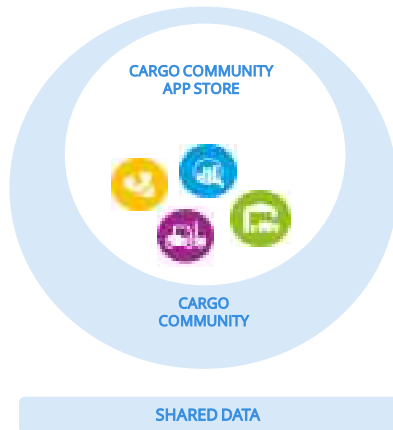 CARGO COMMUNITY
APP STORE
CARGO
COMMUNITY
SHARED DATA